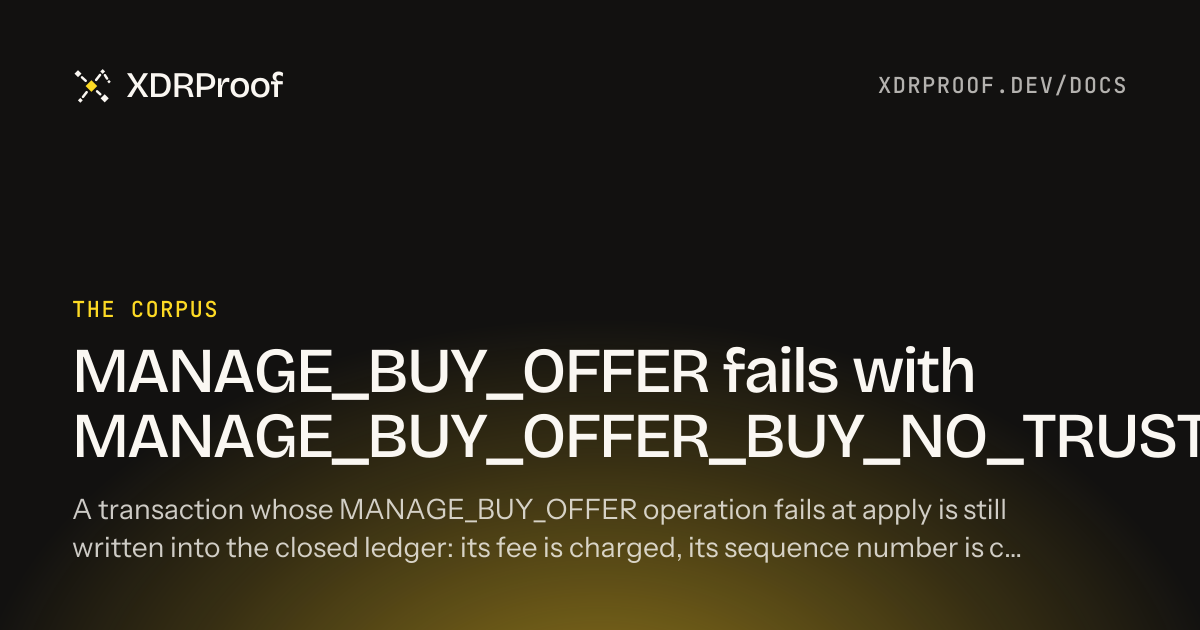 XDRProof
XDRPROOF.DEV/DOCS
THE CORPUS
MANAGE_BUY_OFFER fails with
MANAGE_BUY_OFFER_BUY_NO_TRUST
A transaction whose MANAGE_BUY_OFFER operation fails at apply is still
written into the closed ledger: its fee is charged, its sequence number is c...